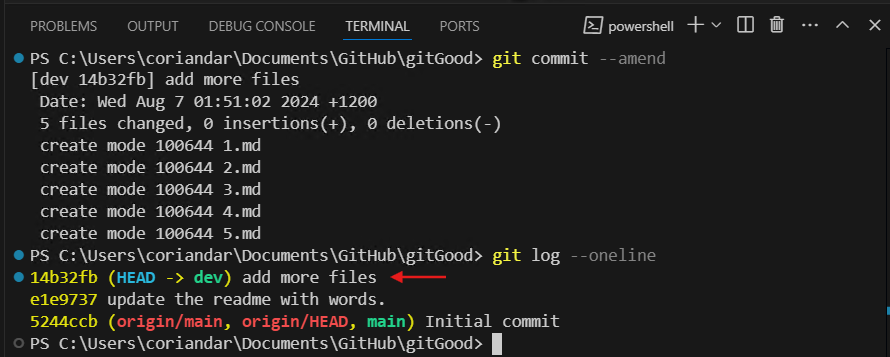 PROBLEMS OUTPUT DEBUG CONSOLE TERMINAL PORTS powershell
PS C:\Users\coriandar\Documents\GitHub\gitGood> git commit --amend
[dev 14b32fb] add more files
 Date: Wed Aug 7 01:51:02 2024 +1200
 5 files changed, 0 insertions(+), 0 deletions(-)
 create mode 100644 1.md
 create mode 100644 2.md
 create mode 100644 3.md
 create mode 100644 4.md
 create mode 100644 5.md
PS C:\Users\coriandar\Documents\GitHub\gitGood> git log --oneline
14b32fb (HEAD -> dev) add more files
e1e9737 update the readme with words.
5244ccb (origin/main, origin/HEAD, main) Initial commit
PS C:\Users\coriandar\Documents\GitHub\gitGood>